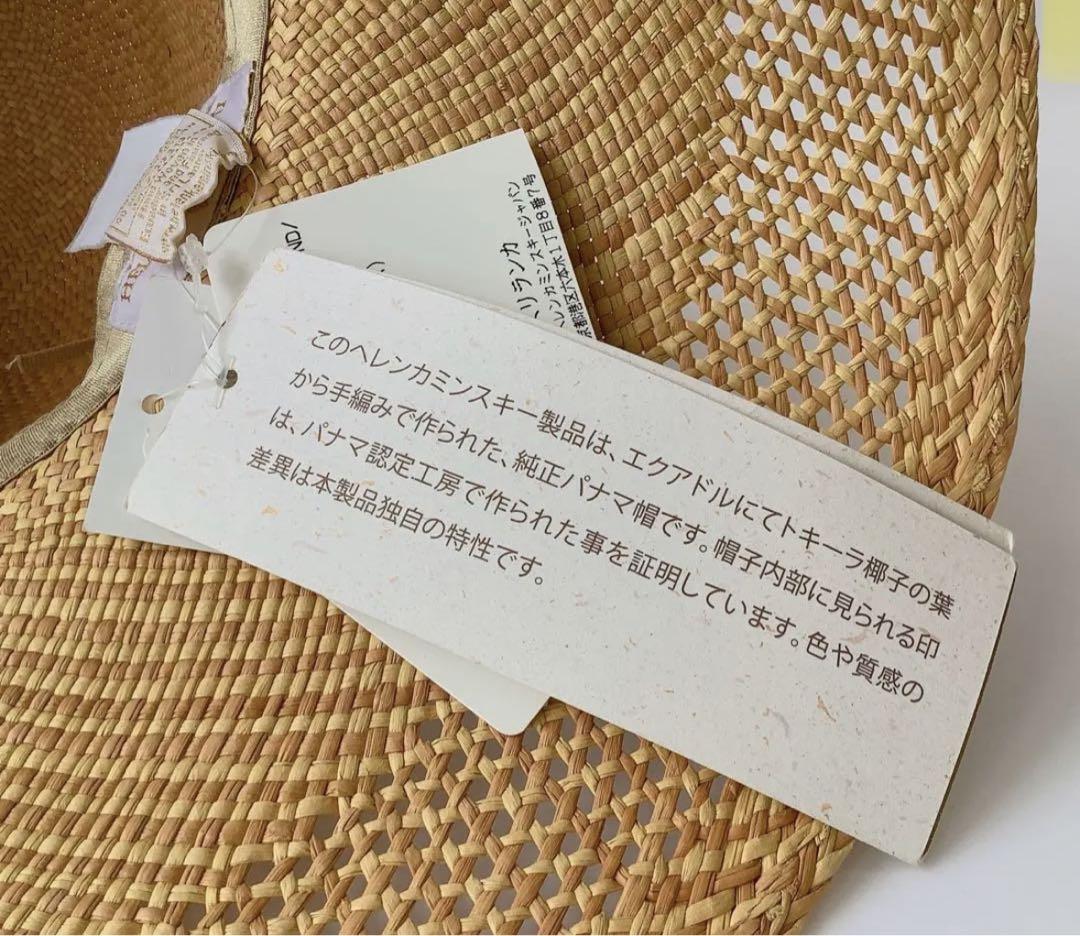 このヘレンカミンスキー製品は、エクアドルにてトキーラ椰子の葉
から手編みで作られた、純正パナマ帽です。帽子内部に見られる印
は、パナマ認定工房で作られた事を証明しています。色や質感の
差異は本製品独自の特性です。
リランカ
レンカミンスキージャパン
都港区六本木1丁目8番7号